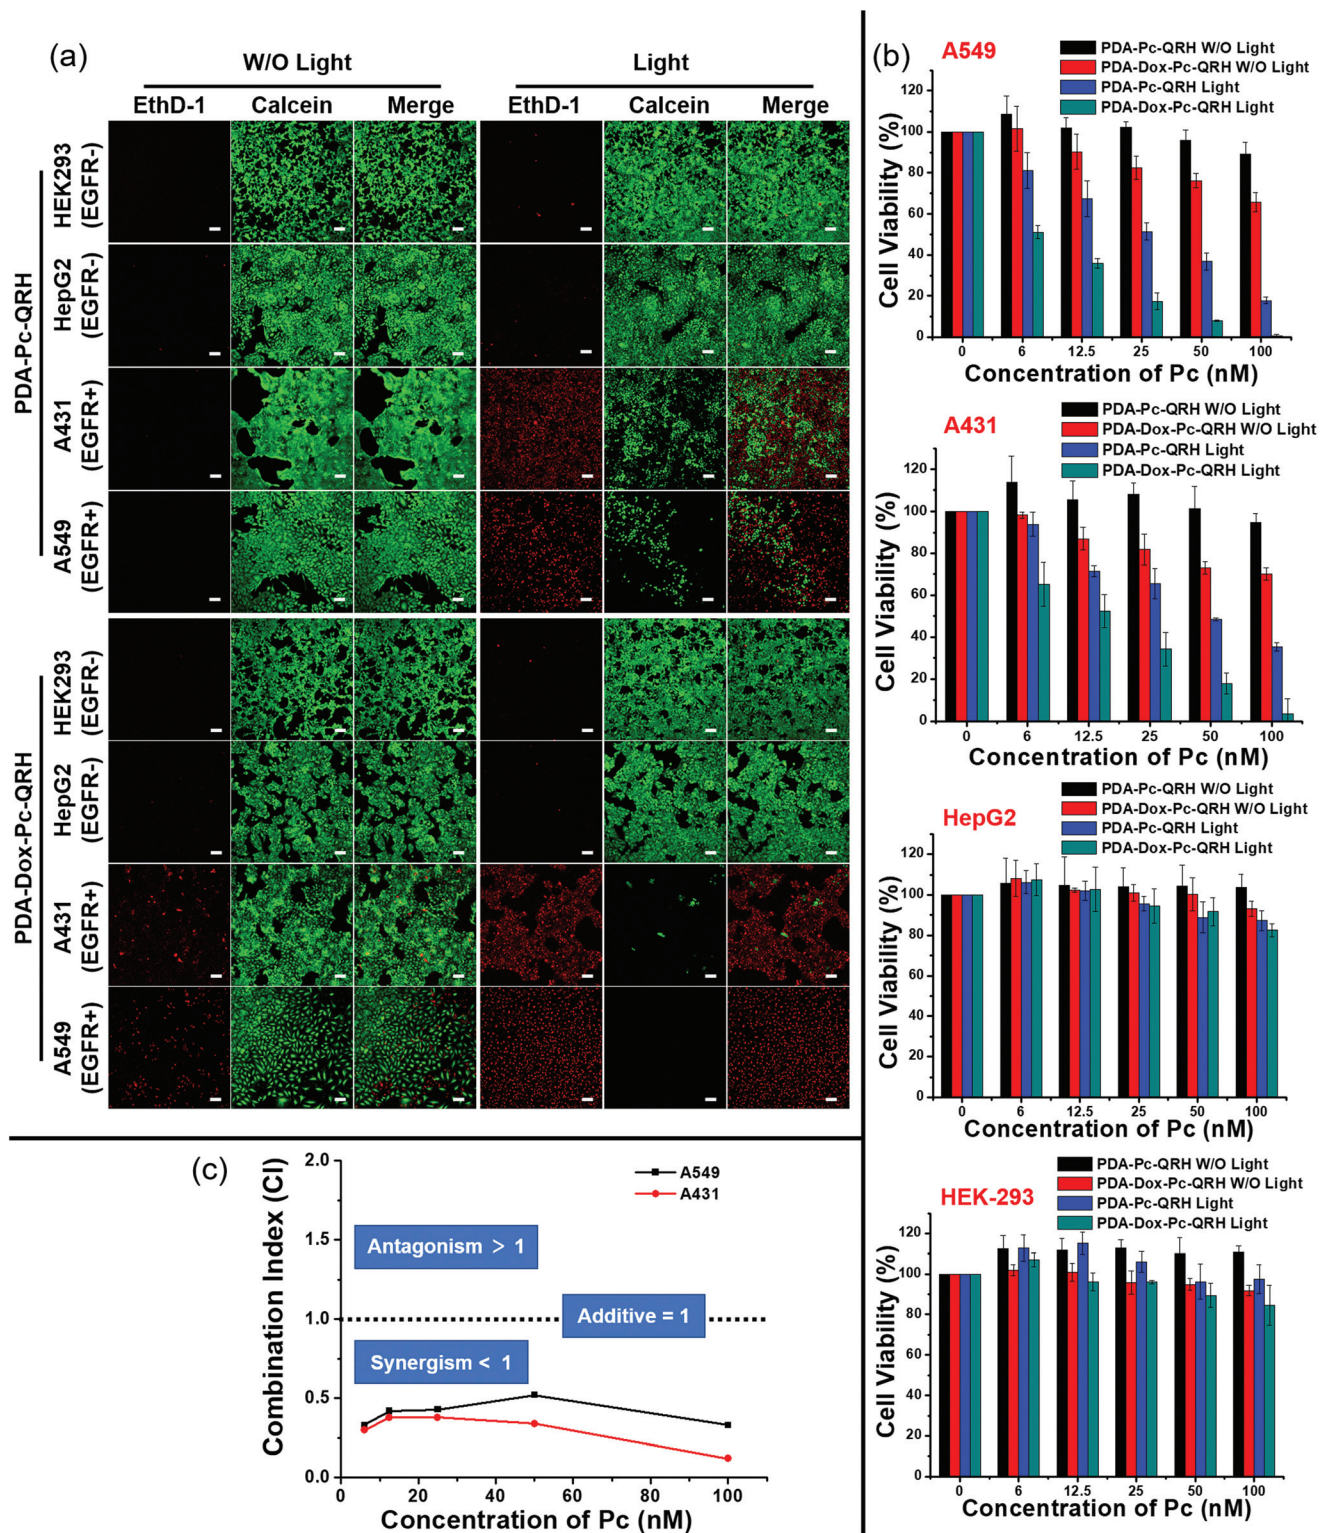 (a)
W/O Light Light
EthD-1 Calcein Merge EthD-1 Calcein Merge
PDA-Pc-QRH
HEK293
(EGFR-)
HepG2
(EGFR-)
A431
(EGFR+)
A549
(EGFR+)
PDA-Dox-Pc-QRH
HEK293
(EGFR-)
HepG2
(EGFR-)
A431
(EGFR+)
A549
(EGFR+)
(b)
A549
PDA-Pc-QRH W/O Light
PDA-Dox-Pc-QRH W/O Light
PDA-Pc-QRH Light
PDA-Dox-Pc-QRH Light
Cell Viability (%)
120
100
80
60
40
20
0
0 6 12.5 25 50 100
Concentration of Pc (nM)
A431
PDA-Pc-QRH W/O Light
PDA-Dox-Pc-QRH W/O Light
PDA-Pc-QRH Light
PDA-Dox-Pc-QRH Light
Cell Viability (%)
120
100
80
60
40
20
0
0 6 12.5 25 50 100
Concentration of Pc (nM)
HepG2
PDA-Pc-QRH W/O Light
PDA-Dox-Pc-QRH W/O Light
PDA-Pc-QRH Light
PDA-Dox-Pc-QRH Light
Cell Viability (%)
120
100
80
60
40
20
0
0 6 12.5 25 50 100
Concentration of Pc (nM)
HEK-293
PDA-Pc-QRH W/O Light
PDA-Dox-Pc-QRH W/O Light
PDA-Pc-QRH Light
PDA-Dox-Pc-QRH Light
Cell Viability (%)
120
100
80
60
40
20
0
0 6 12.5 25 50 100
Concentration of Pc (nM)
(c)
Combination Index (CI)
2.0
1.5
1.0
0.5
0.0
A549
A431
Antagonism > 1
Additive = 1
Synergism < 1
0 20 40 60 80 100
Concentration of Pc (nM)